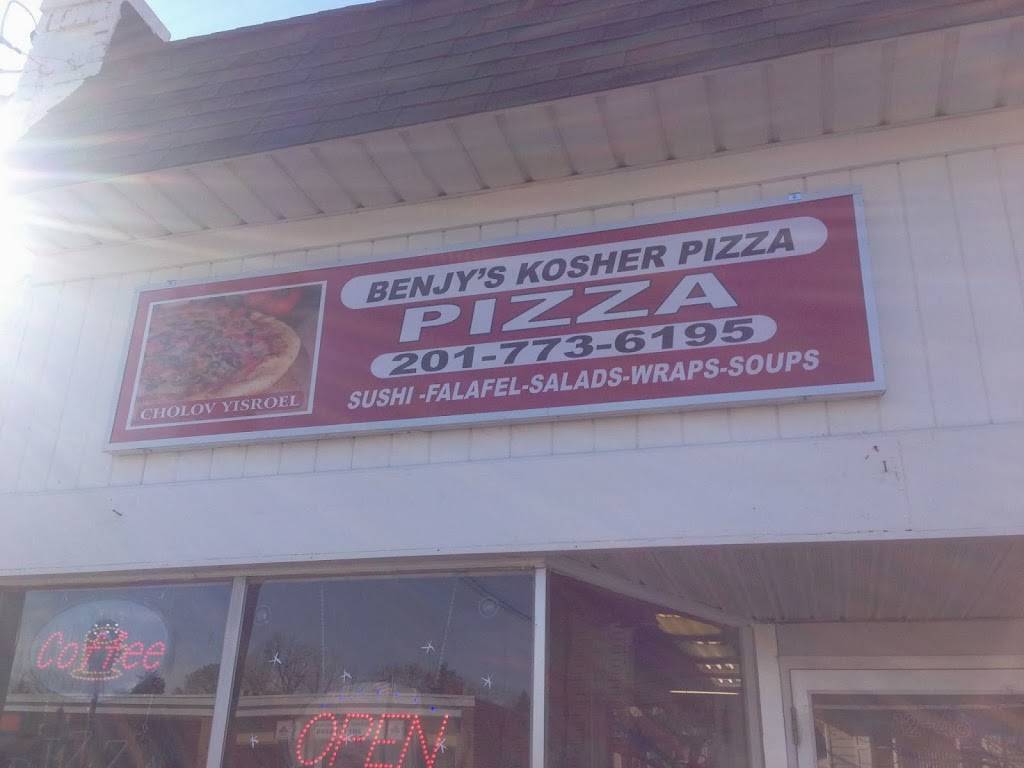 BENJY'S KOSHER PIZZA
PIZZA
201-773-6195
SUSHI -FALAFEL-SALADS-WRAPS-SOUPS
CHOLOV YISROEL
Coffee
OPEN